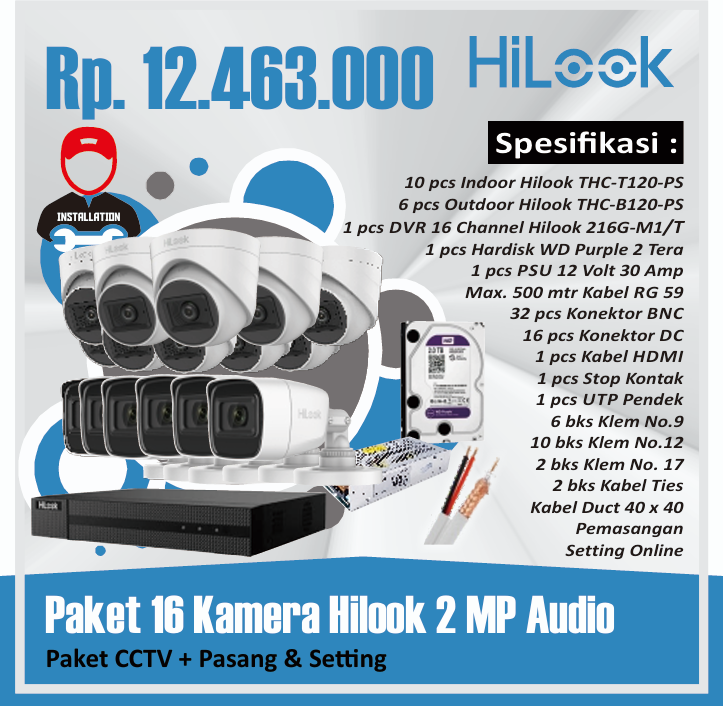 Rp. 12.463.000
HiLook
Spesifikasi :
INSTALLATION
10 pcs Indoor Hilook THC-T120-PS
6 pcs Outdoor Hilook THC-B120-PS
1 pcs DVR 16 Channel Hilook 216G-M1/T
1 pcs Hardisk WD Purple 2 Tera
1 pcs PSU 12 Volt 30 Amp
Max. 500 mtr Kabel RG 59
32 pcs Konektor BNC
16 pcs Konektor DC
1 pcs Kabel HDMI
1 pcs Stop Kontak
1 pcs UTP Pendek
6 bks Klem No.9
10 bks Klem No.12
2 bks Klem No. 17
2 bks Kabel Ties
Kabel Duct 40 x 40
Pemasangan
Setting Online
HiLook
HiLook
HiLook
HiLook
Paket 16 Kamera Hilook 2 MP Audio
Paket CCTV + Pasang & Setting